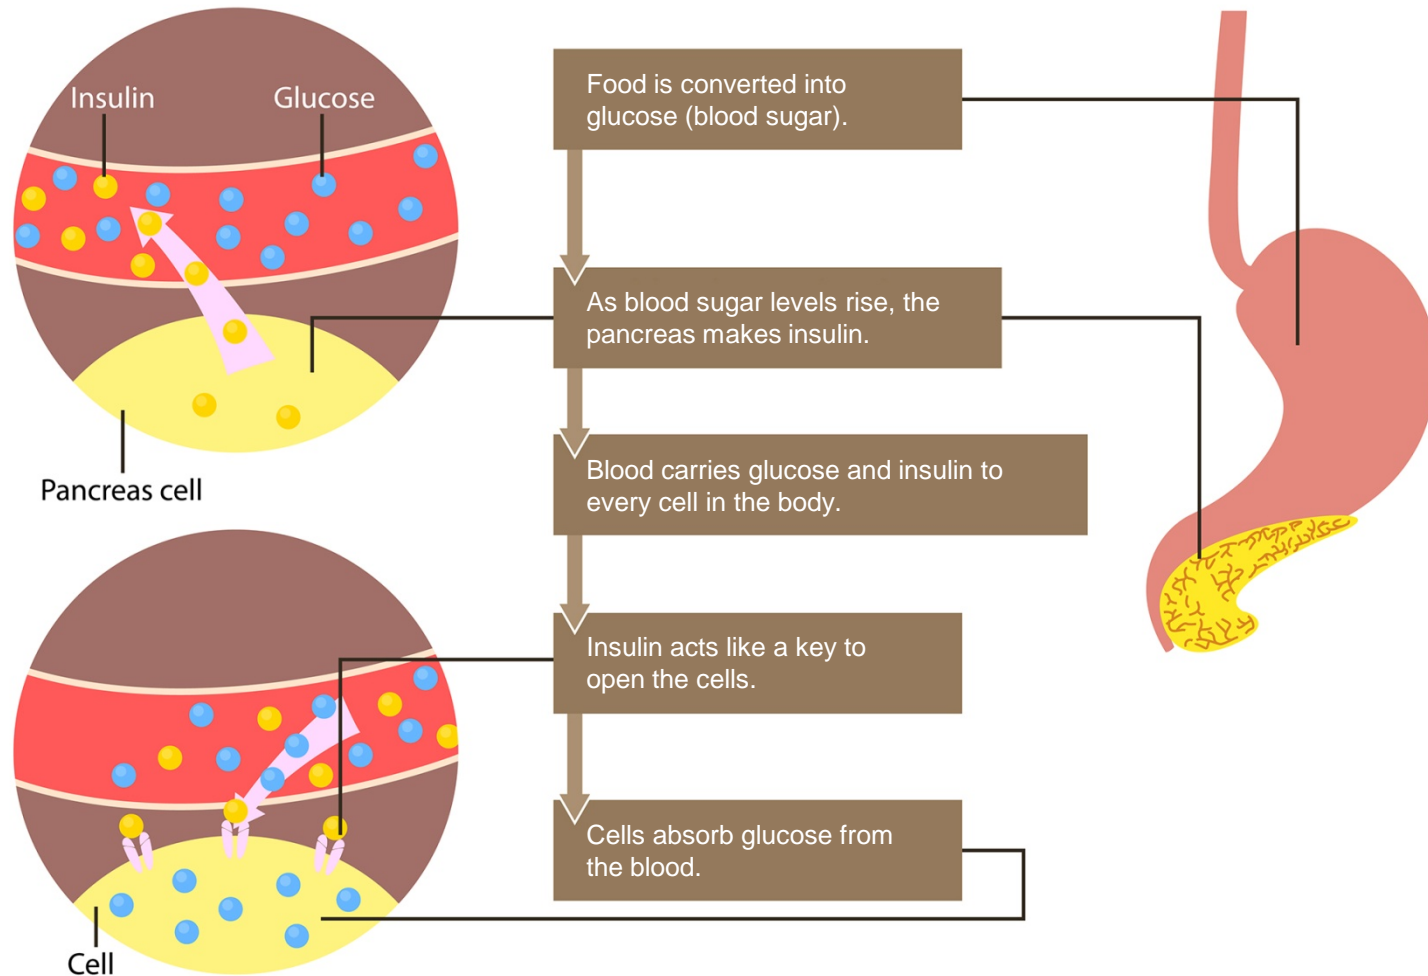 Insulin
Glucose
Pancreas cell
Food is converted into
glucose (blood sugar).
As blood sugar levels rise, the
pancreas makes insulin.
Blood carries glucose and insulin to
every cell in the body.
Insulin acts like a key to
open the cells.
Cells absorb glucose from
the blood.
Cell